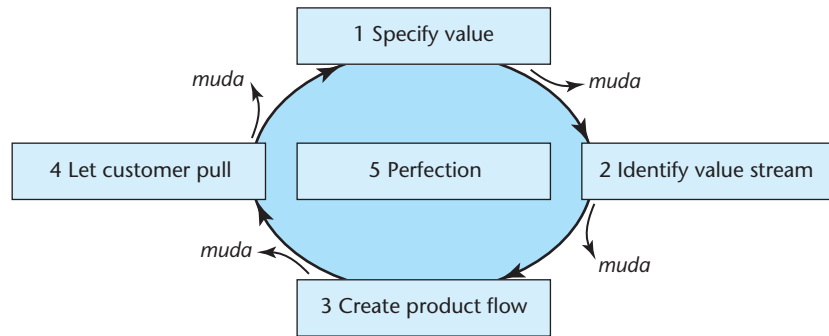 1 Specify value
muda
muda
4 Let customer pull
5 Perfection
2 Identify value stream
muda
muda
3 Create product flow